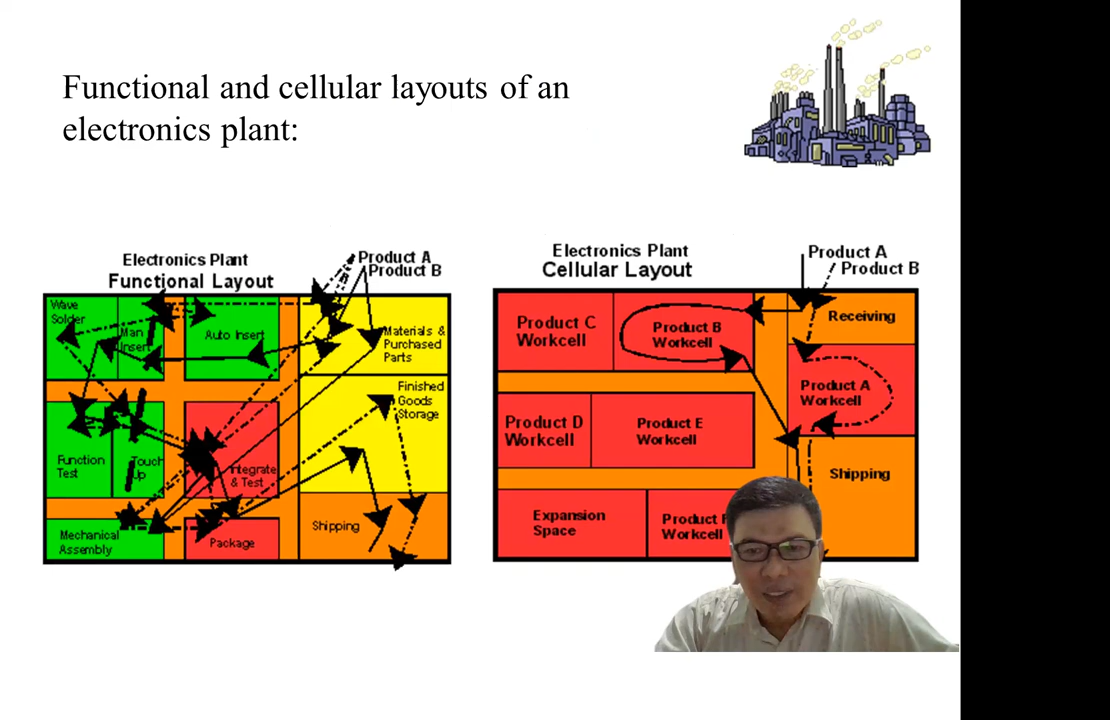 Functional and cellular layouts of an
electronics plant:
Electronics Plant
Functional Layout
Product A
Product B
Wave
Solder
Man
Insert
Auto Insert
Materials &
Purchased
Parts
Finished
Goods
Storage
Function
Test
Touch
Up
Integrate
& Test
Mechanical
Assembly
Package
Shipping
Electronics Plant
Cellular Layout
Product A
Product B
Product C
Workcell
Product B
Workcell
Receiving
Product A
Workcell
Product D
Workcell
Product E
Workcell
Shipping
Expansion
Space
Product F
Workcell